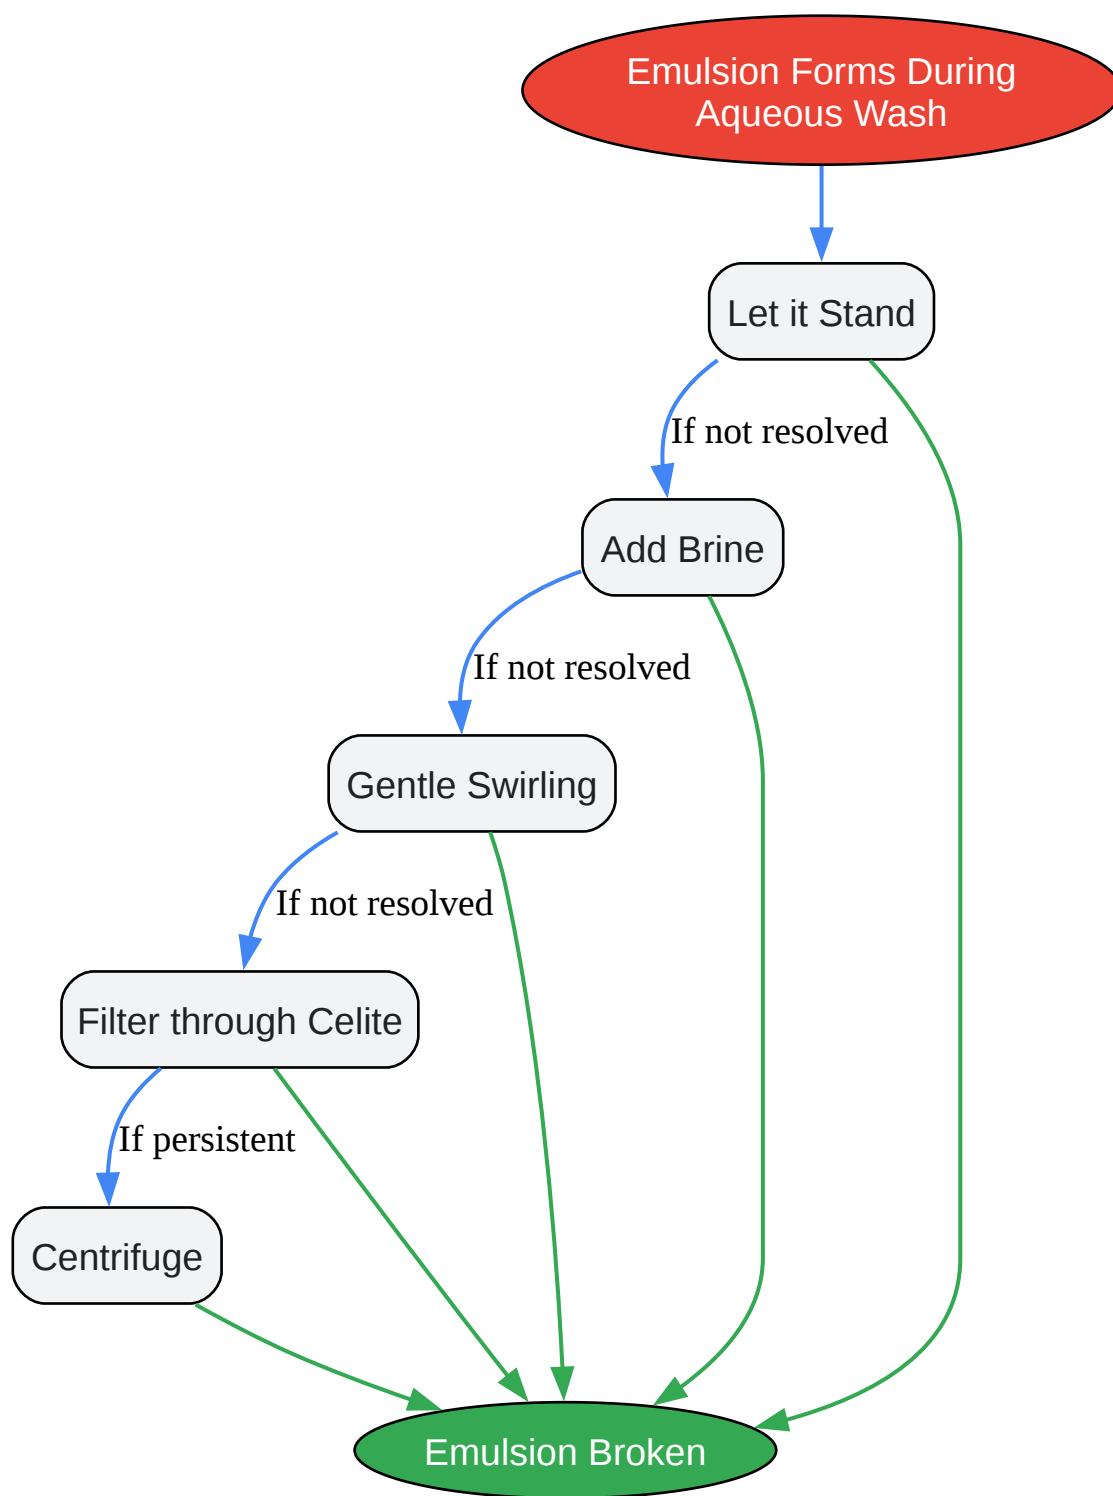 Emulsion Forms During
Aqueous Wash
Let it Stand
If not resolved
Add Brine
If not resolved
Gentle Swirling
If not resolved
Filter through Celite
If persistent
Centrifuge
Emulsion Broken